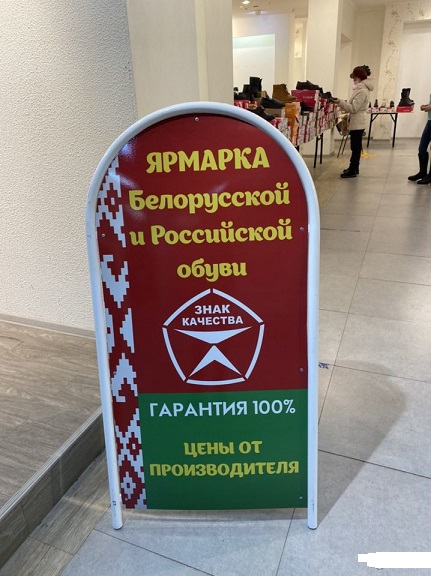 ЯРМАРКА
Белорусской
и Российской
обуви
ЗНАК
КАЧЕСТВА
ГАРАНТИЯ 100%
ЦЕНЫ ОТ
ПРОИЗВОДИТЕЛЯ